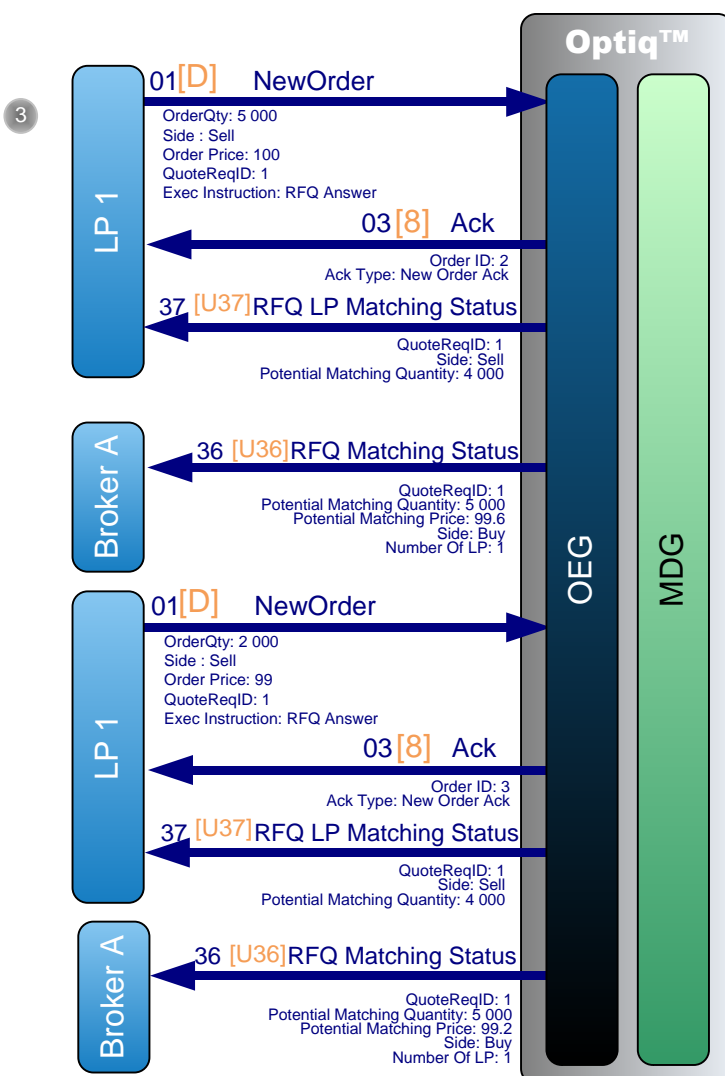 Optiq™
3
LP 1
01[D] NewOrder
OrderQty: 5 000
Side : Sell
Order Price: 100
QuoteReqID: 1
Exec Instruction: RFQ Answer
03[8] Ack
Order ID: 2
Ack Type: New Order Ack
37 [U37]RFQ LP Matching Status
QuoteReqID: 1
Side: Sell
Potential Matching Quantity: 4 000
Broker A
36 [U36]RFQ Matching Status
QuoteReqID: 1
Potential Matching Quantity: 5 000
Potential Matching Price: 99.6
Side: Buy
Number Of LP: 1
OEG
MDG
LP 1
01[D] NewOrder
OrderQty: 2 000
Side : Sell
Order Price: 99
QuoteReqID: 1
Exec Instruction: RFQ Answer
03[8] Ack
Order ID: 3
Ack Type: New Order Ack
37 [U37]RFQ LP Matching Status
QuoteReqID: 1
Side: Sell
Potential Matching Quantity: 4 000
Broker A
36 [U36]RFQ Matching Status
QuoteReqID: 1
Potential Matching Quantity: 5 000
Potential Matching Price: 99.2
Side: Buy
Number Of LP: 1